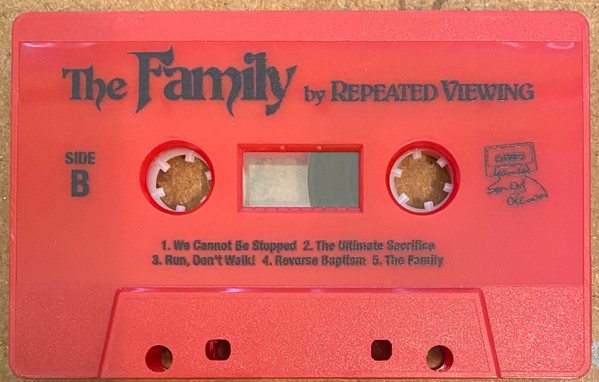 The Family by REPEATED VIEWING
SIDE
B
1. We Cannot Be Stopped 2. The Ultimate Sacrifice
3. Run, Don't Walk! 4. Reverse Baptism 5. The Family